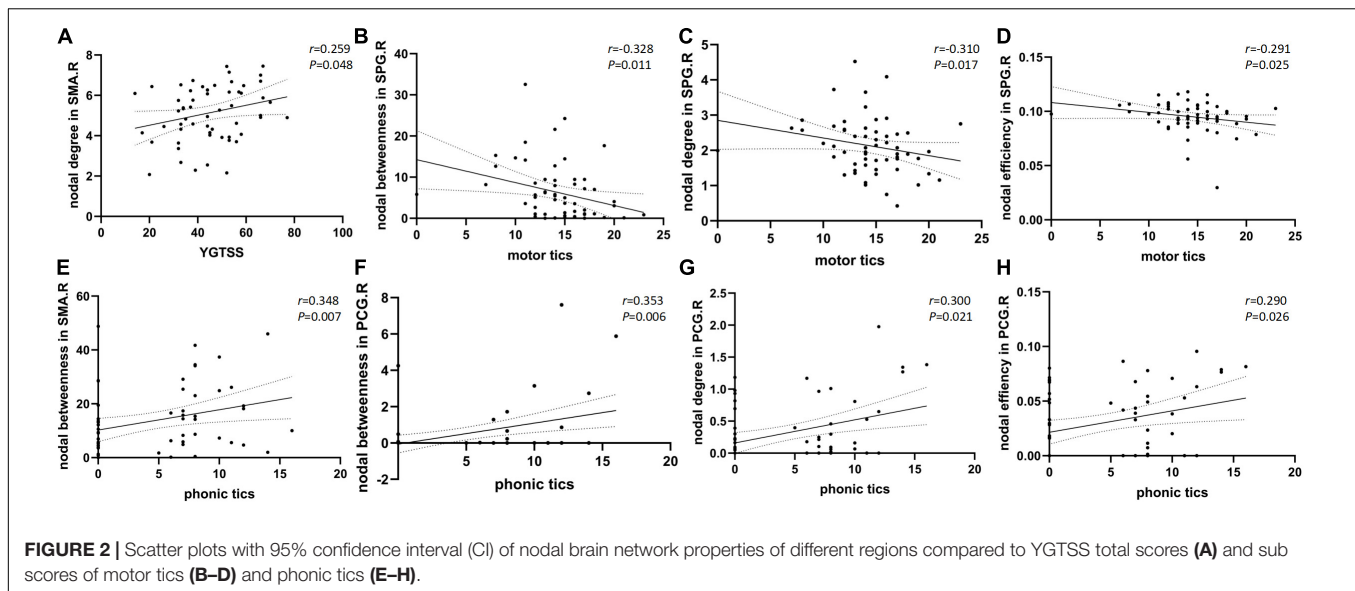 A
r=0.259
P=0.048
nodal degree in SMA.R
8
6
4
2
0
0 20 40 60 80 100
YGTSS
B
r=-0.328
P=0.011
nodal betweenness in SPG.R
40
30
20
10
0
0 5 10 15 20 25
motor tics
C
r=-0.310
P=0.017
nodal degree in SPG.R
5
4
3
2
1
0
0 5 10 15 20 25
motor tics
D
r=-0.291
P=0.025
nodal efficiency in SPG.R
0.15
0.10
0.05
0.00
0 5 10 15 20 25
motor tics
E
r=0.348
P=0.007
nodal betweenness in SMA.R
60
40
20
0
0 5 10 15 20
phonic tics
F
r=0.353
P=0.006
nodal betweenness in PCG.R
8
6
4
2
0
-2
5 10 15 20
phonic tics
G
r=0.300
P=0.021
nodal degree in PCG.R
2.5
2.0
1.5
1.0
0.5
0.0
0 5 10 15 20
phonic tics
H
r=0.290
P=0.026
nodal effiency in PCG.R
0.15
0.10
0.05
0.00
0 5 10 15 20
phonic tics
FIGURE 2 | Scatter plots with 95% confidence interval (CI) of nodal brain network properties of different regions compared to YGTSS total scores (A) and sub
scores of motor tics (B–D) and phonic tics (E–H).